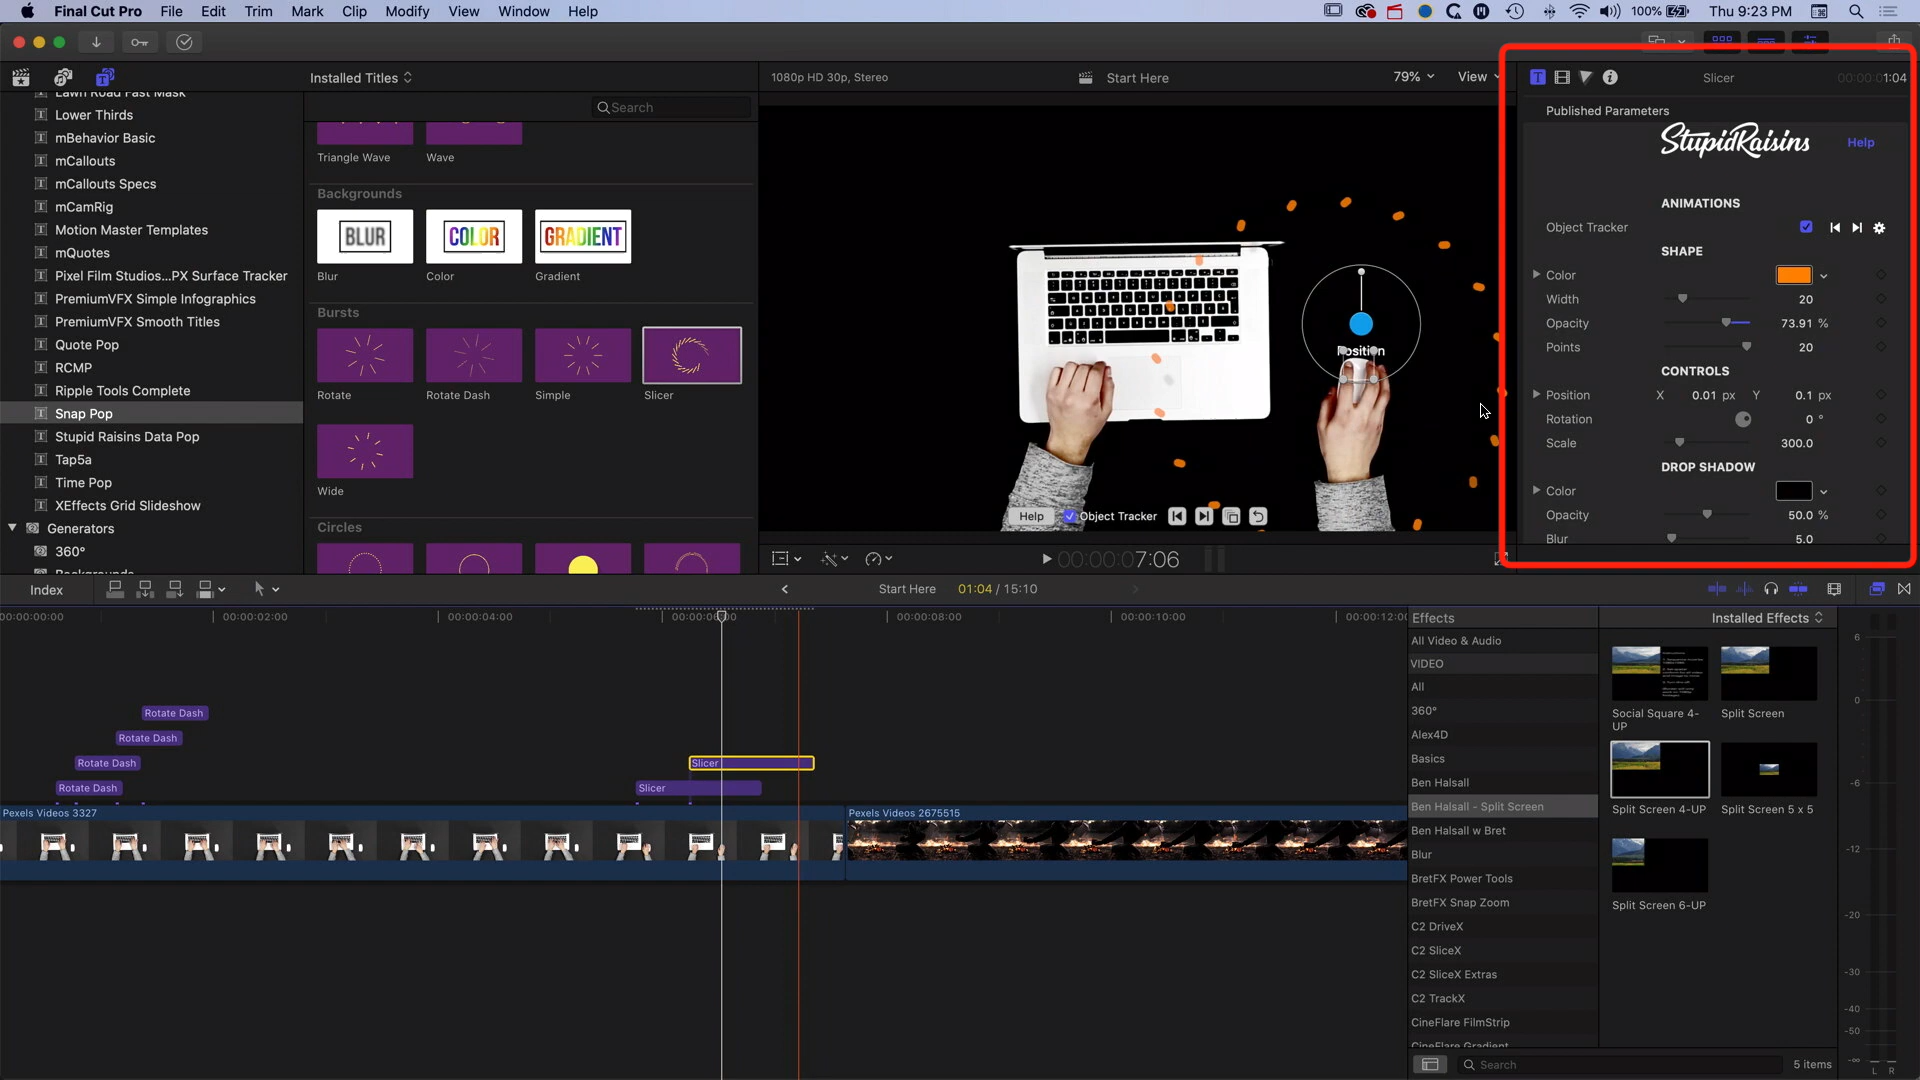 Final Cut Pro File Edit Trim Mark Clip Modify View Window Help
100% Thu 9:23 PM
Installed Titles
1080p HD 30p, Stereo
Start Here
79% View
Slicer
1:04
Lawn Road Fast Mask
Lower Thirds
mBehavior Basic
mCallouts
mCallouts Specs
mCamRig
Motion Master Templates
mQuotes
Pixel Film Studios...PX Surface Tracker
PremiumVFX Simple Infographics
PremiumVFX Smooth Titles
Quote Pop
RCMP
Ripple Tools Complete
Snap Pop
Stupid Raisins Data Pop
Tap5a
Time Pop
XEffects Grid Slideshow
Generators
360°
Search
Triangle Wave
Wave
Backgrounds
BLUR
COLOR
GRADIENT
Blur
Color
Gradient
Bursts
Rotate
Rotate Dash
Simple
Slicer
Wide
Circles
Position
Help
Object Tracker
00:00:07:06
Published Parameters
StupidRaisins
Help
ANIMATIONS
Object Tracker
SHAPE
Color
Width 20
Opacity 73.91 %
Points 20
CONTROLS
Position X 0.01 px Y 0.1 px
Rotation 0 °
Scale 300.0
DROP SHADOW
Color
Opacity 50.0 %
Blur 5.0
Index
Start Here 01:04 / 15:10
00:00:00:00
00:00:02:00
00:00:04:00
00:00:08:00
00:00:10:00
Rotate Dash
Rotate Dash
Rotate Dash
Rotate Dash
Slicer
Slicer
Pexels Videos 3327
Pexels Videos 2675515
Effects
Installed Effects
All Video & Audio
VIDEO
All
360°
Alex4D
Basics
Ben Halsall
Ben Halsall - Split Screen
Ben Halsall w Bret
Blur
BretFX Power Tools
BretFX Snap Zoom
C2 DriveX
C2 SliceX
C2 SliceX Extras
C2 TrackX
CineFlare FilmStrip
CineFlare Gradient
Social Square 4-
UP
Split Screen
Split Screen 4-UP
Split Screen 5 x 5
Split Screen 6-UP
Search
5 items
6
0
-6
-12
-20
-30
-40
-50
-∞
L R